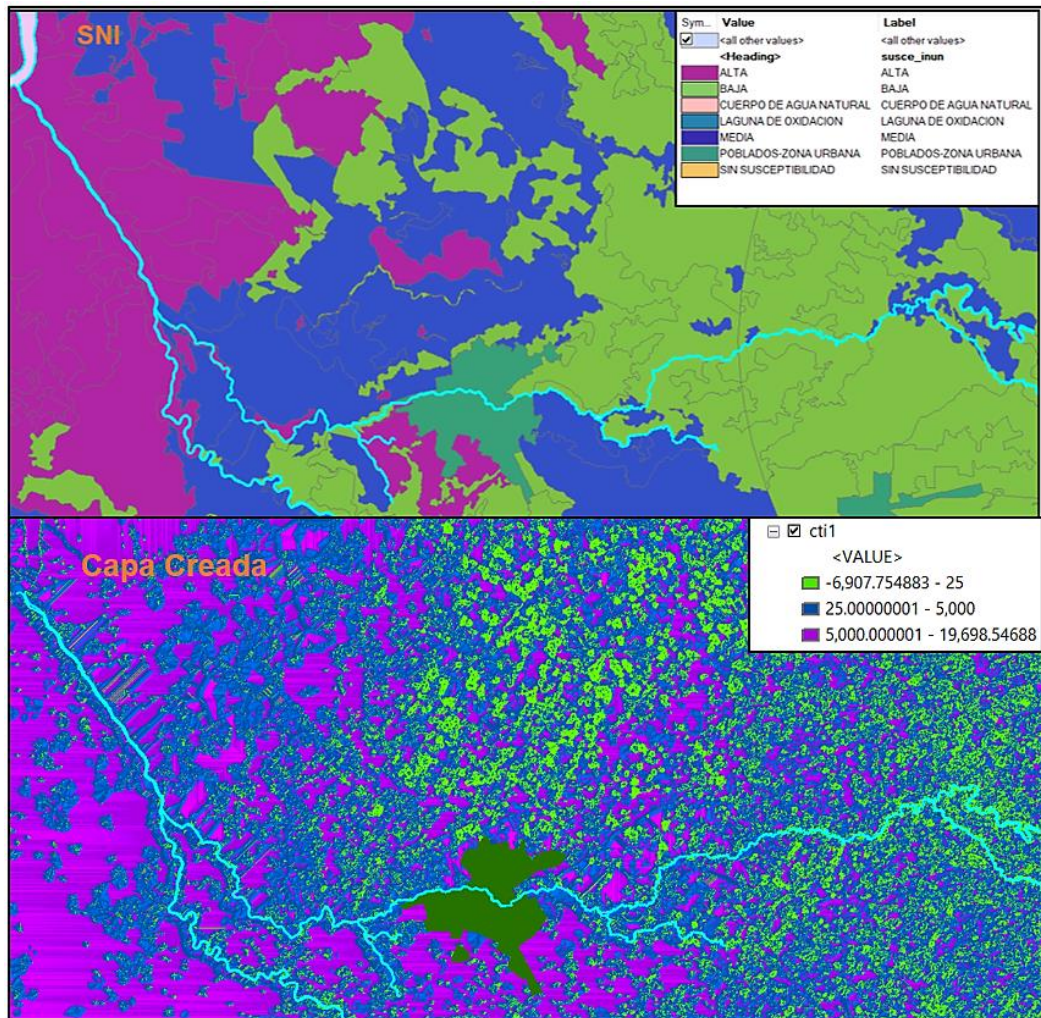 SNI
Sym... Value Label
<all other values> <all other values>
<Heading> susce_inun
ALTA ALTA
BAJA BAJA
CUERPO DE AGUA NATURAL CUERPO DE AGUA NATURAL
LAGUNA DE OXIDACION LAGUNA DE OXIDACION
MEDIA MEDIA
POBLADOS-ZONA URBANA POBLADOS-ZONA URBANA
SIN SUSCEPTIBILIDAD SIN SUSCEPTIBILIDAD
Capa Creada
cti1
<VALUE>
-6,907.754883 - 25
25.00000001 - 5,000
5,000.000001 - 19,698.54688